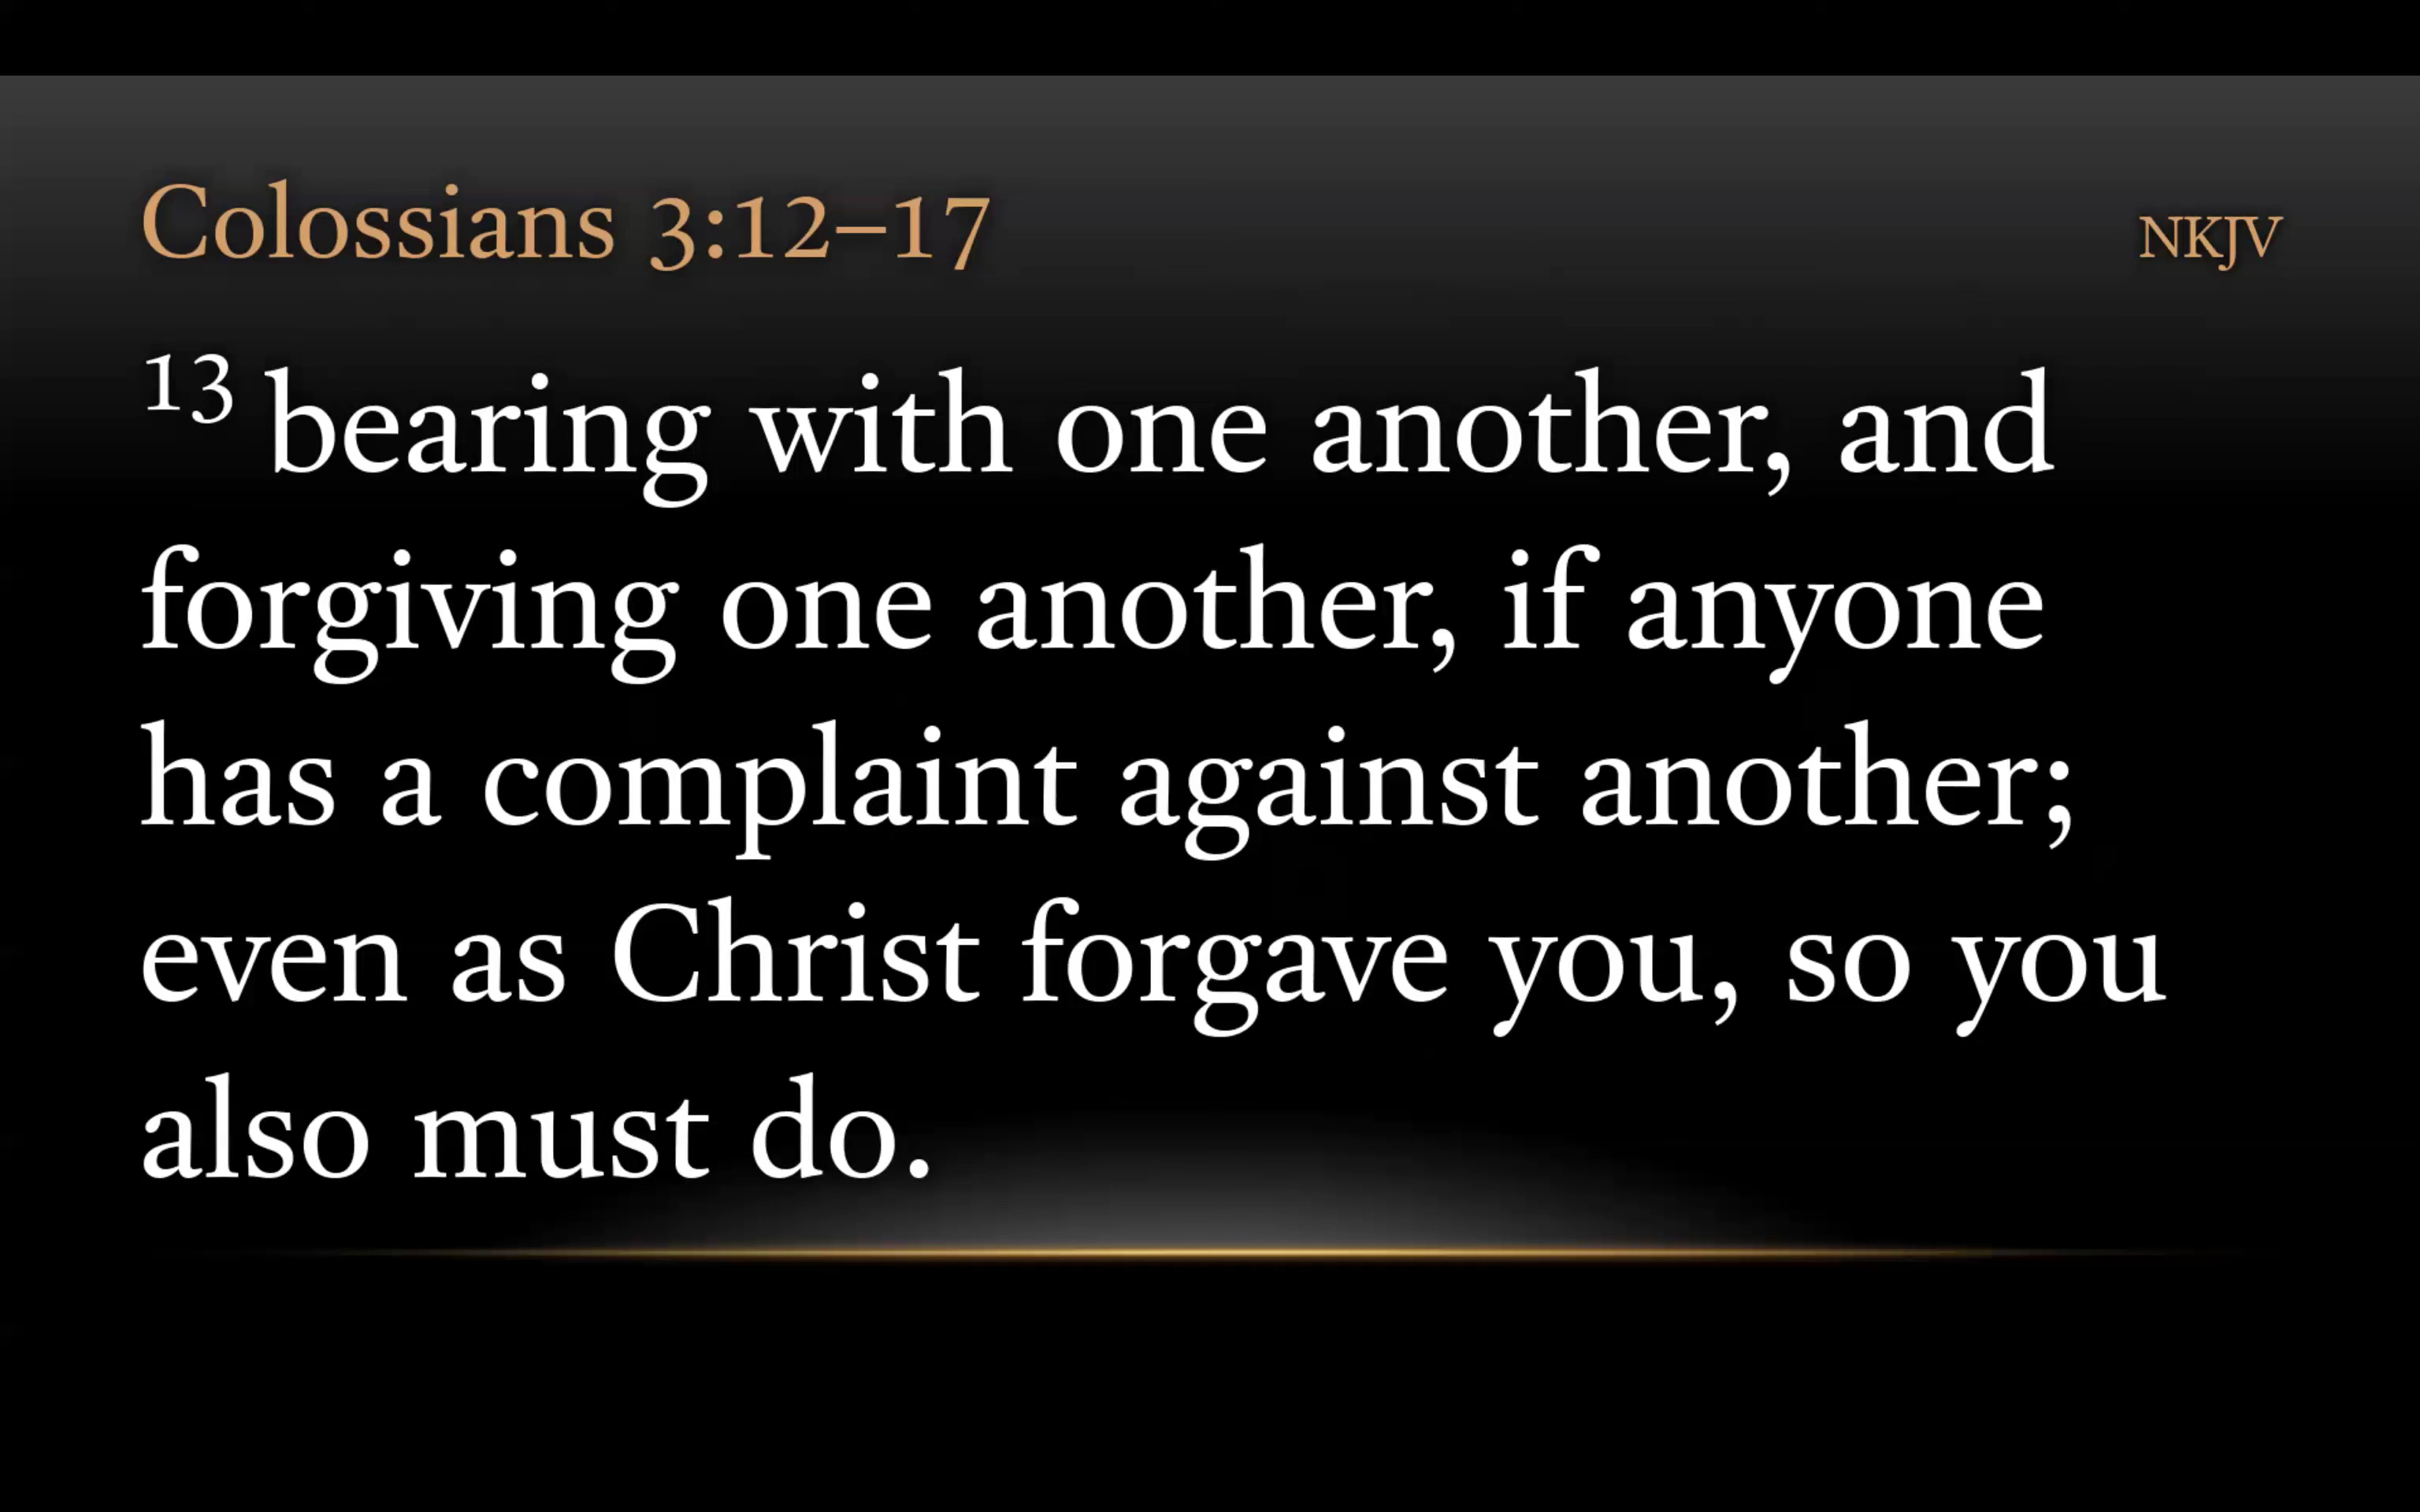 Colossians 3:12–17 NKJV
13 bearing with one another, and
forgiving one another, if anyone
has a complaint against another;
even as Christ forgave you, so you
also must do.